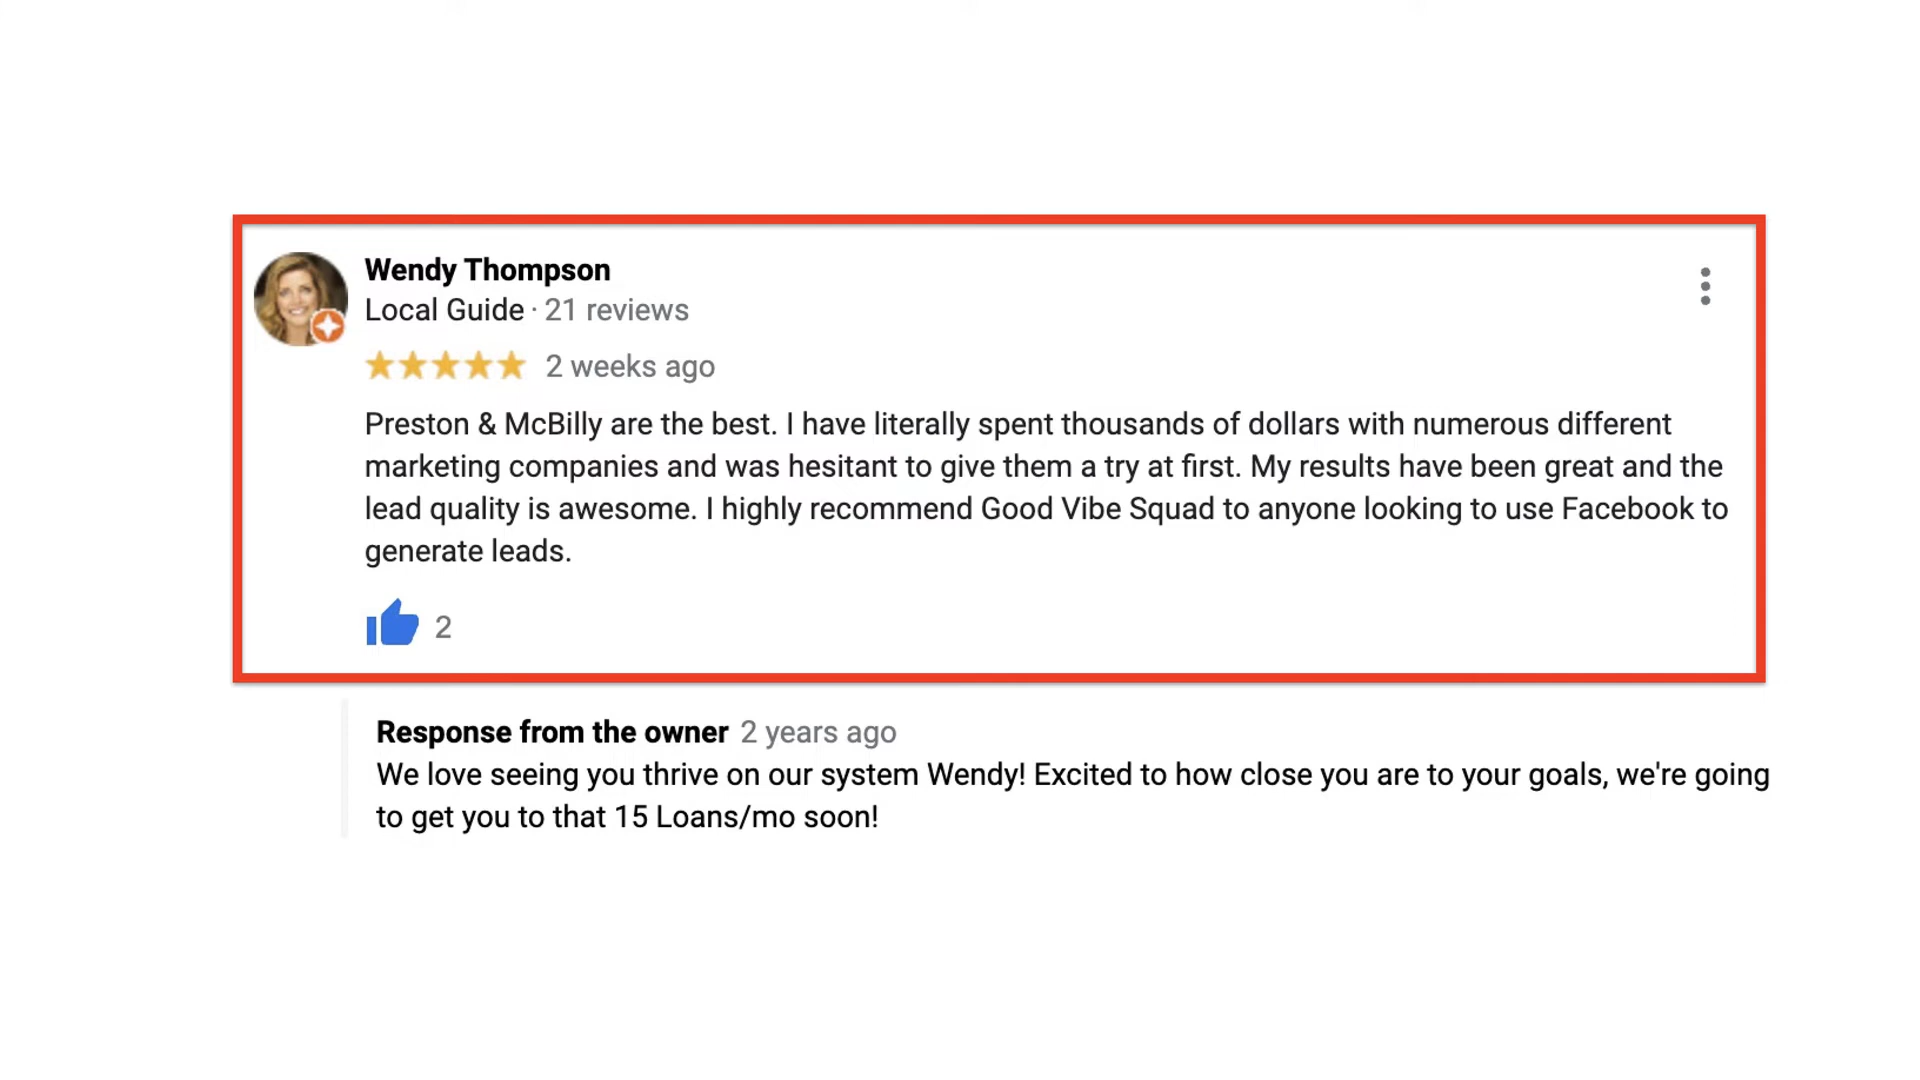 Wendy Thompson
Local Guide · 21 reviews
2 weeks ago
Preston & McBilly are the best. I have literally spent thousands of dollars with numerous different
marketing companies and was hesitant to give them a try at first. My results have been great and the
lead quality is awesome. I highly recommend Good Vibe Squad to anyone looking to use Facebook to
generate leads.
2
Response from the owner 2 years ago
We love seeing you thrive on our system Wendy! Excited to how close you are to your goals, we're going
to get you to that 15 Loans/mo soon!